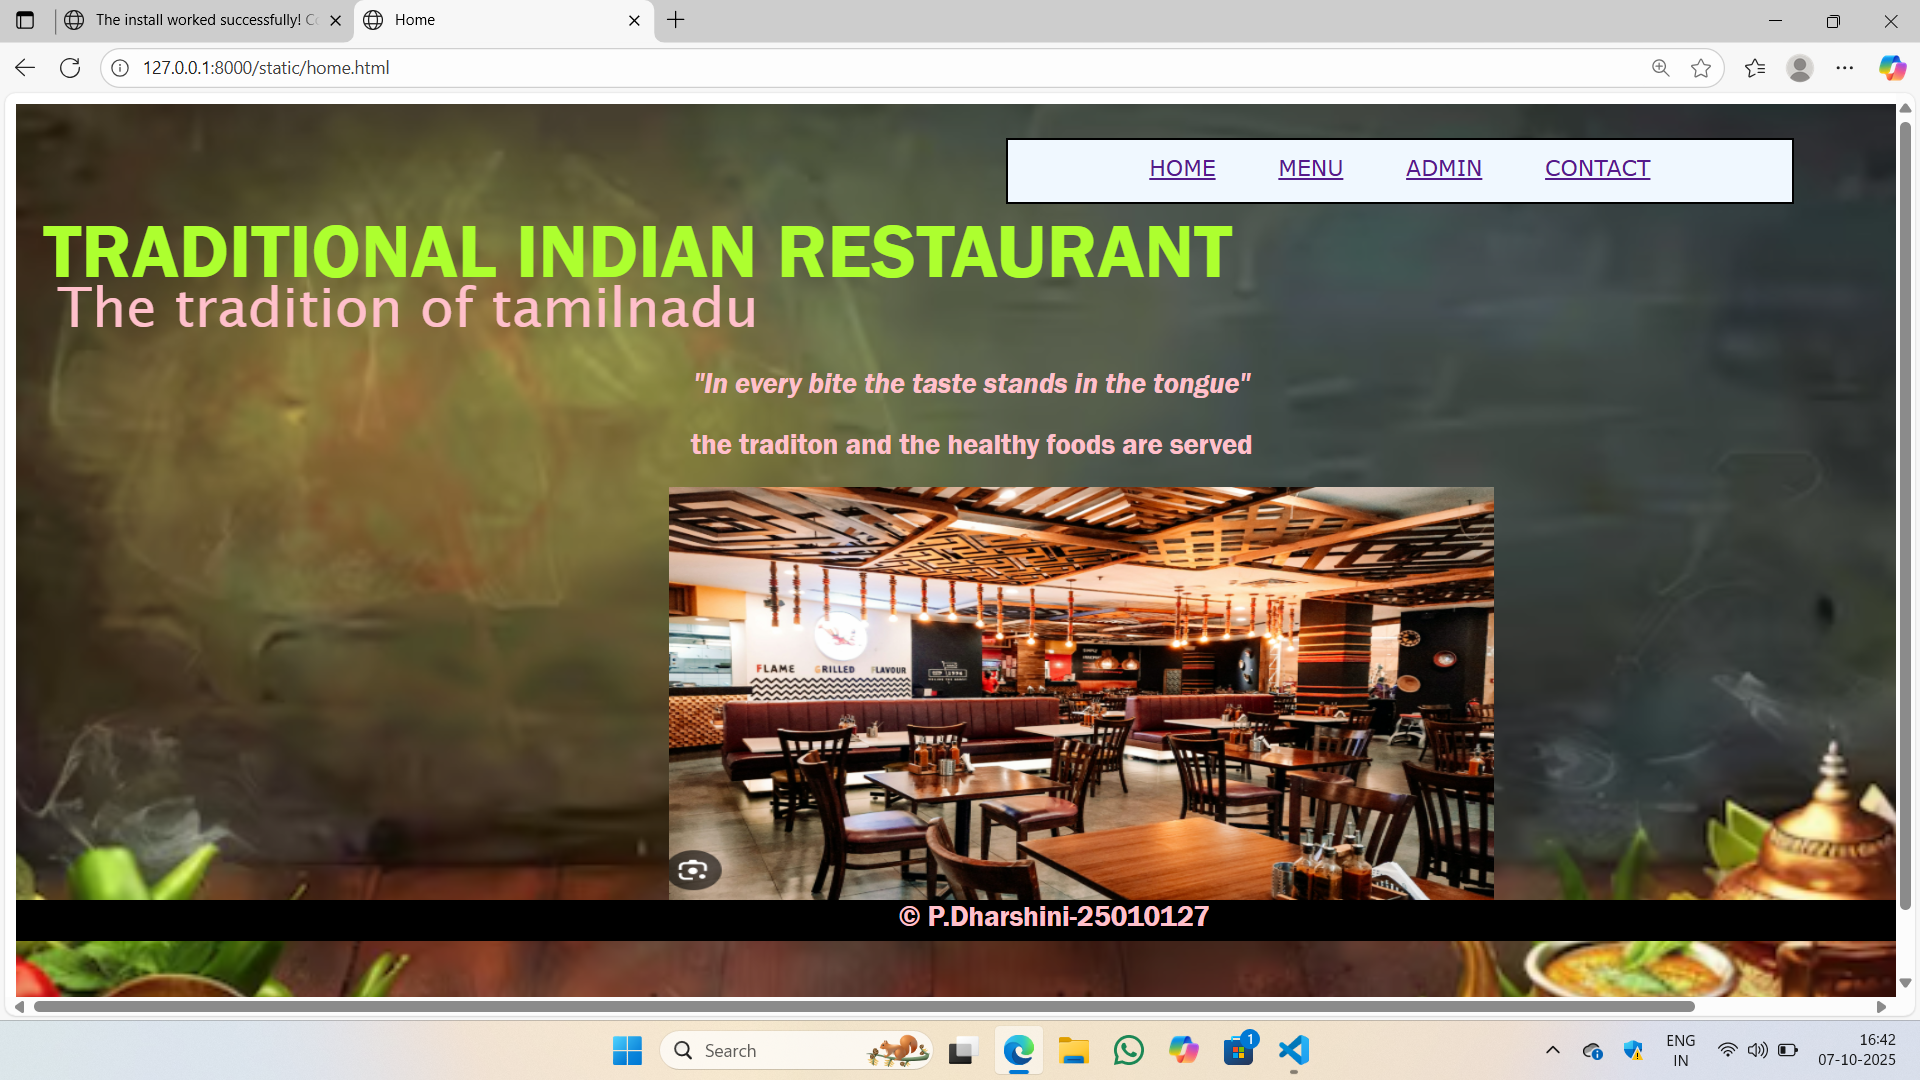 The install worked successfully! Co
Home
127.0.0.1:8000/static/home.html
HOME MENU ADMIN CONTACT
TRADITIONAL INDIAN RESTAURANT
The tradition of tamilnadu
"In every bite the taste stands in the tongue"
the traditon and the healthy foods are served
FLAME GRILLED FLAVOUR
© P.Dharshini-25010127
Search
1
ENG
IN
16:42
07-10-2025